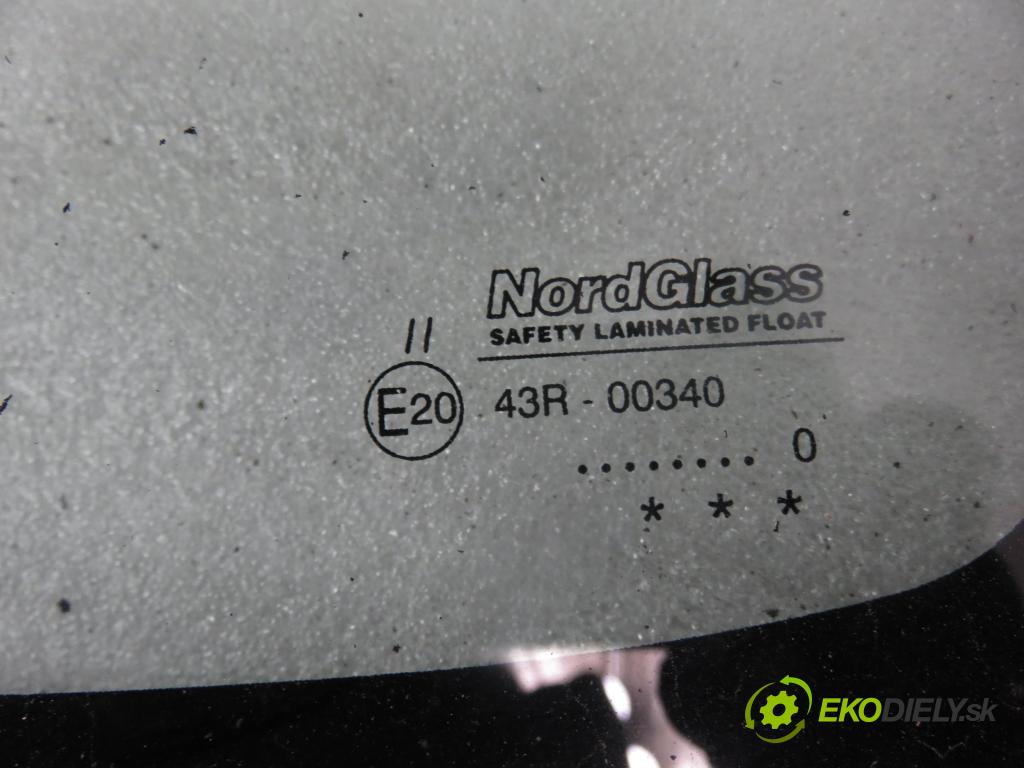 NordGlass
SAFETY LAMINATED FLOAT
II
E20 43R - 00340
........ 0
* * *
EKODIELY.sk